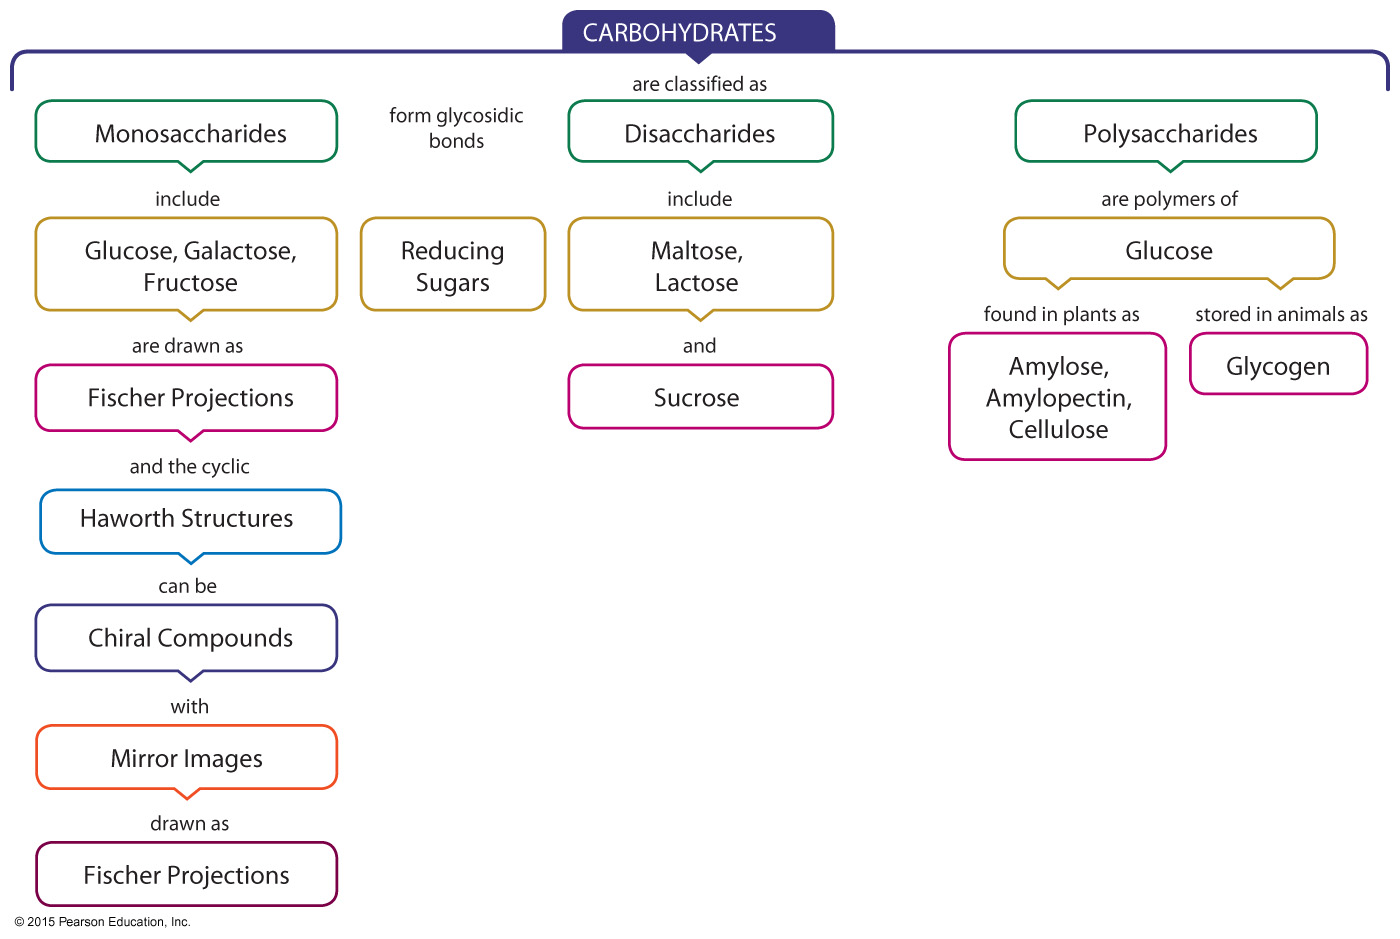 CARBOHYDRATES
are classified as
Monosaccharides
form glycosidic
bonds
Disaccharides
Polysaccharides
include
include
are polymers of
Glucose, Galactose,
Fructose
Reducing
Sugars
Maltose,
Lactose
Glucose
are drawn as
and
found in plants as
stored in animals as
Fischer Projections
Sucrose
Amylose,
Amylopectin,
Cellulose
Glycogen
and the cyclic
Haworth Structures
can be
Chiral Compounds
with
Mirror Images
drawn as
Fischer Projections
© 2015 Pearson Education, Inc.